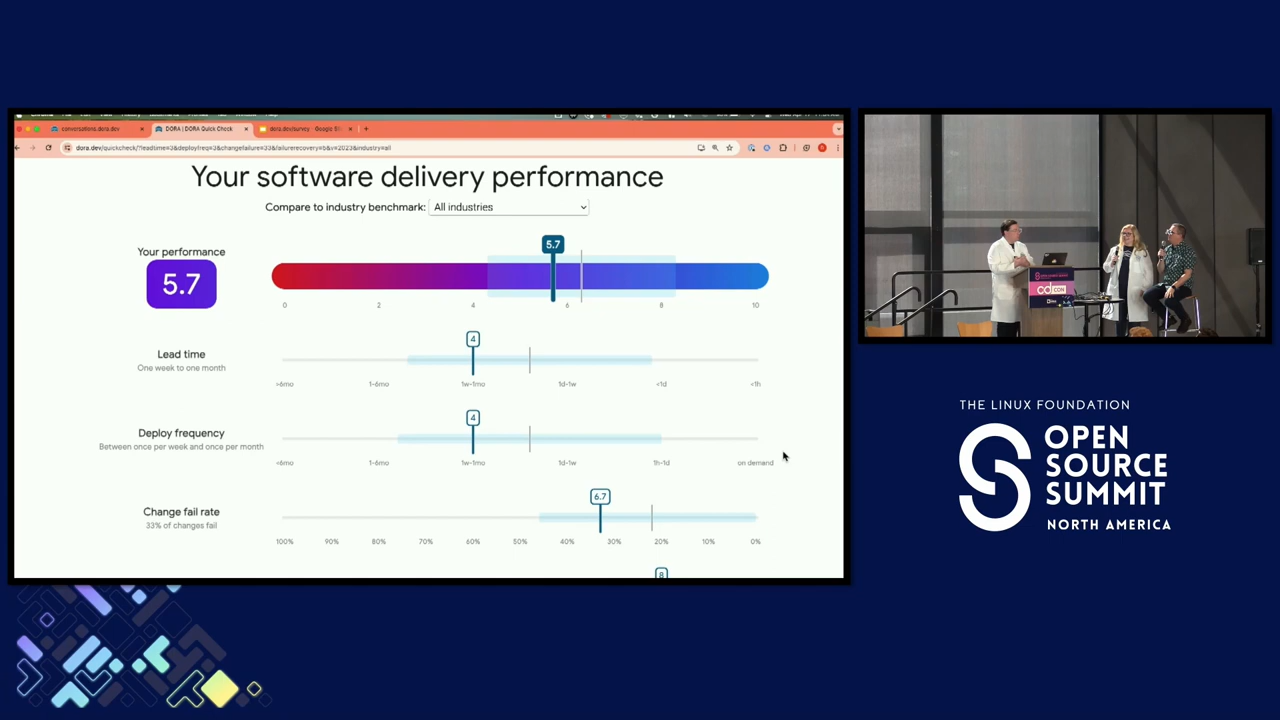 conversations.dora.dev
DORA | DORA Quick Check
dora.dev/survey - Google Sl
dora.dev/quickcheck/?leadtime=3&deployfreq=3&changefailure=33&failurerecovery=5&v=2023&industry=all
Your software delivery performance
Compare to industry benchmark: All industries
Your performance
5.7
5.7
0 2 4 6 8 10
Lead time
One week to one month
4
>6mo 1-6mo 1w-1mo 1d-1w <1d <1h
Deploy frequency
Between once per week and once per month
4
<6mo 1-6mo 1w-1mo 1d-1w 1h-1d on demand
Change fail rate
33% of changes fail
6.7
100% 90% 80% 70% 60% 50% 40% 30% 20% 10% 0%
8
cd CON
THE LINUX FOUNDATION
OPEN
SOURCE
SUMMIT
NORTH AMERICA